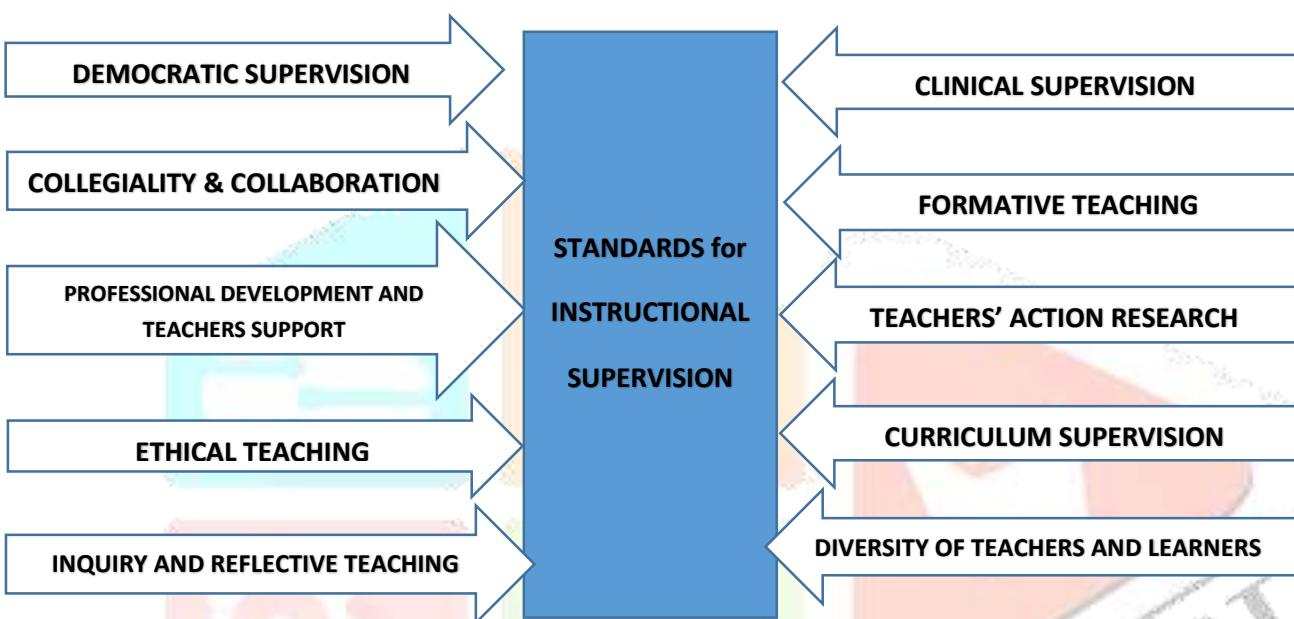 DEMOCRATIC SUPERVISION
COLLEGIALITY & COLLABORATION
PROFESSIONAL DEVELOPMENT AND
TEACHERS SUPPORT
ETHICAL TEACHING
INQUIRY AND REFLECTIVE TEACHING
STANDARDS for
INSTRUCTIONAL
SUPERVISION
CLINICAL SUPERVISION
FORMATIVE TEACHING
TEACHERS’ ACTION RESEARCH
CURRICULUM SUPERVISION
DIVERSITY OF TEACHERS AND LEARNERS